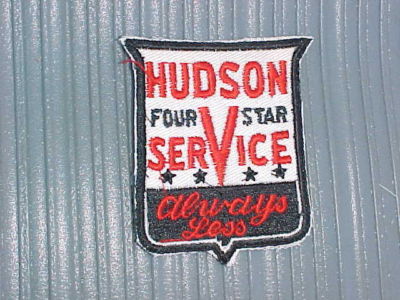 HUDSON
FOUR STAR
SERVICE
Always
Less